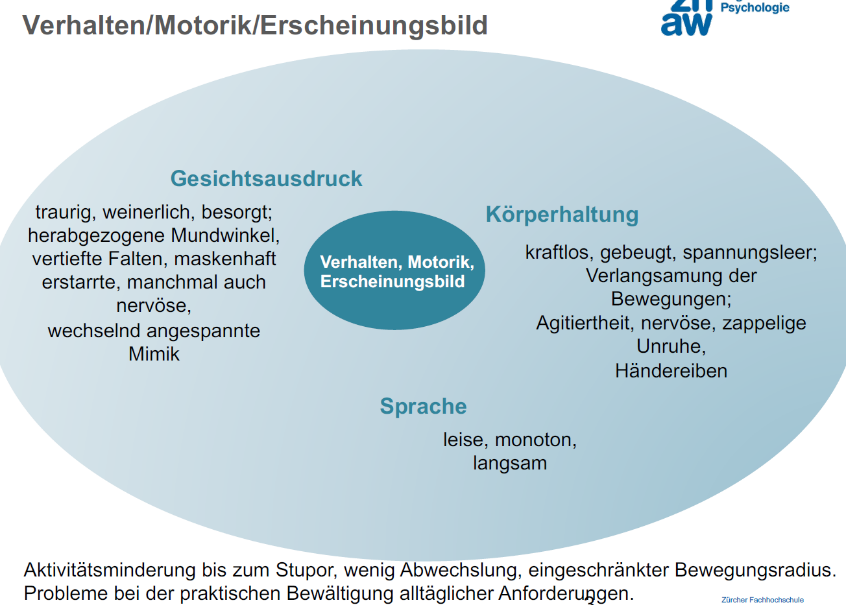 Verhalten/Motorik/Erscheinungsbild
zh
aw
Psychologie
Gesichtsausdruck
traurig, weinerlich, besorgt;
herabgezogene Mundwinkel,
vertiefte Falten, maskenhaft
erstarrte, manchmal auch
nervöse,
wechselnd angespannte
Mimik
Verhalten, Motorik,
Erscheinungsbild
Körperhaltung
kraftlos, gebeugt, spannungsleer;
Verlangsamung der
Bewegungen;
Agitiertheit, nervöse, zappelige
Unruhe,
Händereiben
Sprache
leise, monoton,
langsam
Aktivitätsminderung bis zum Stupor, wenig Abwechslung, eingeschränkter Bewegungsradius.
Probleme bei der praktischen Bewältigung alltäglicher Anforderungen.
Zürcher Fachhochschule